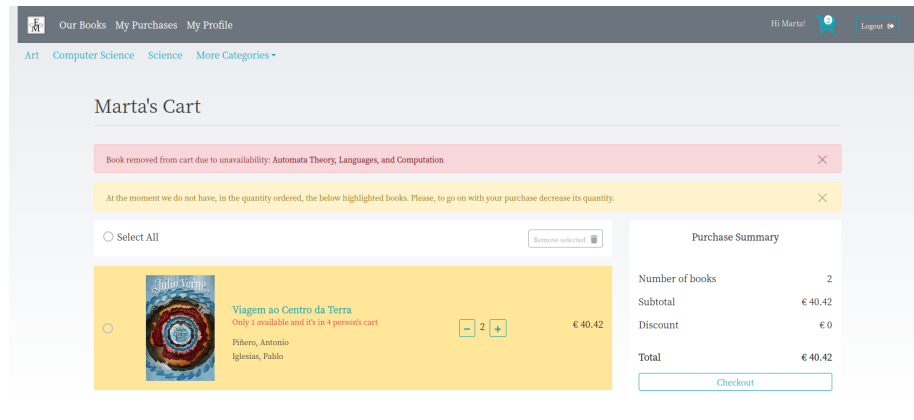 F
M
Our Books My Purchases My Profile
Hi Marta! 2 Logout
Art Computer Science Science More Categories
Marta's Cart
Book removed from cart due to unavailability: Automata Theory, Languages, and Computation
At the moment we do not have, in the quantity ordered, the below highlighted books. Please, to go on with your purchase decrease its quantity.
Select All
Remove selected
Julio Verne
Viagem ao Centro da Terra
Only 1 available and it's in 4 person's cart
Piñero, Antonio
Iglesias, Pablo
− 2 +
€ 40.42
Purchase Summary
Number of books 2
Subtotal € 40.42
Discount € 0
Total € 40.42
Checkout